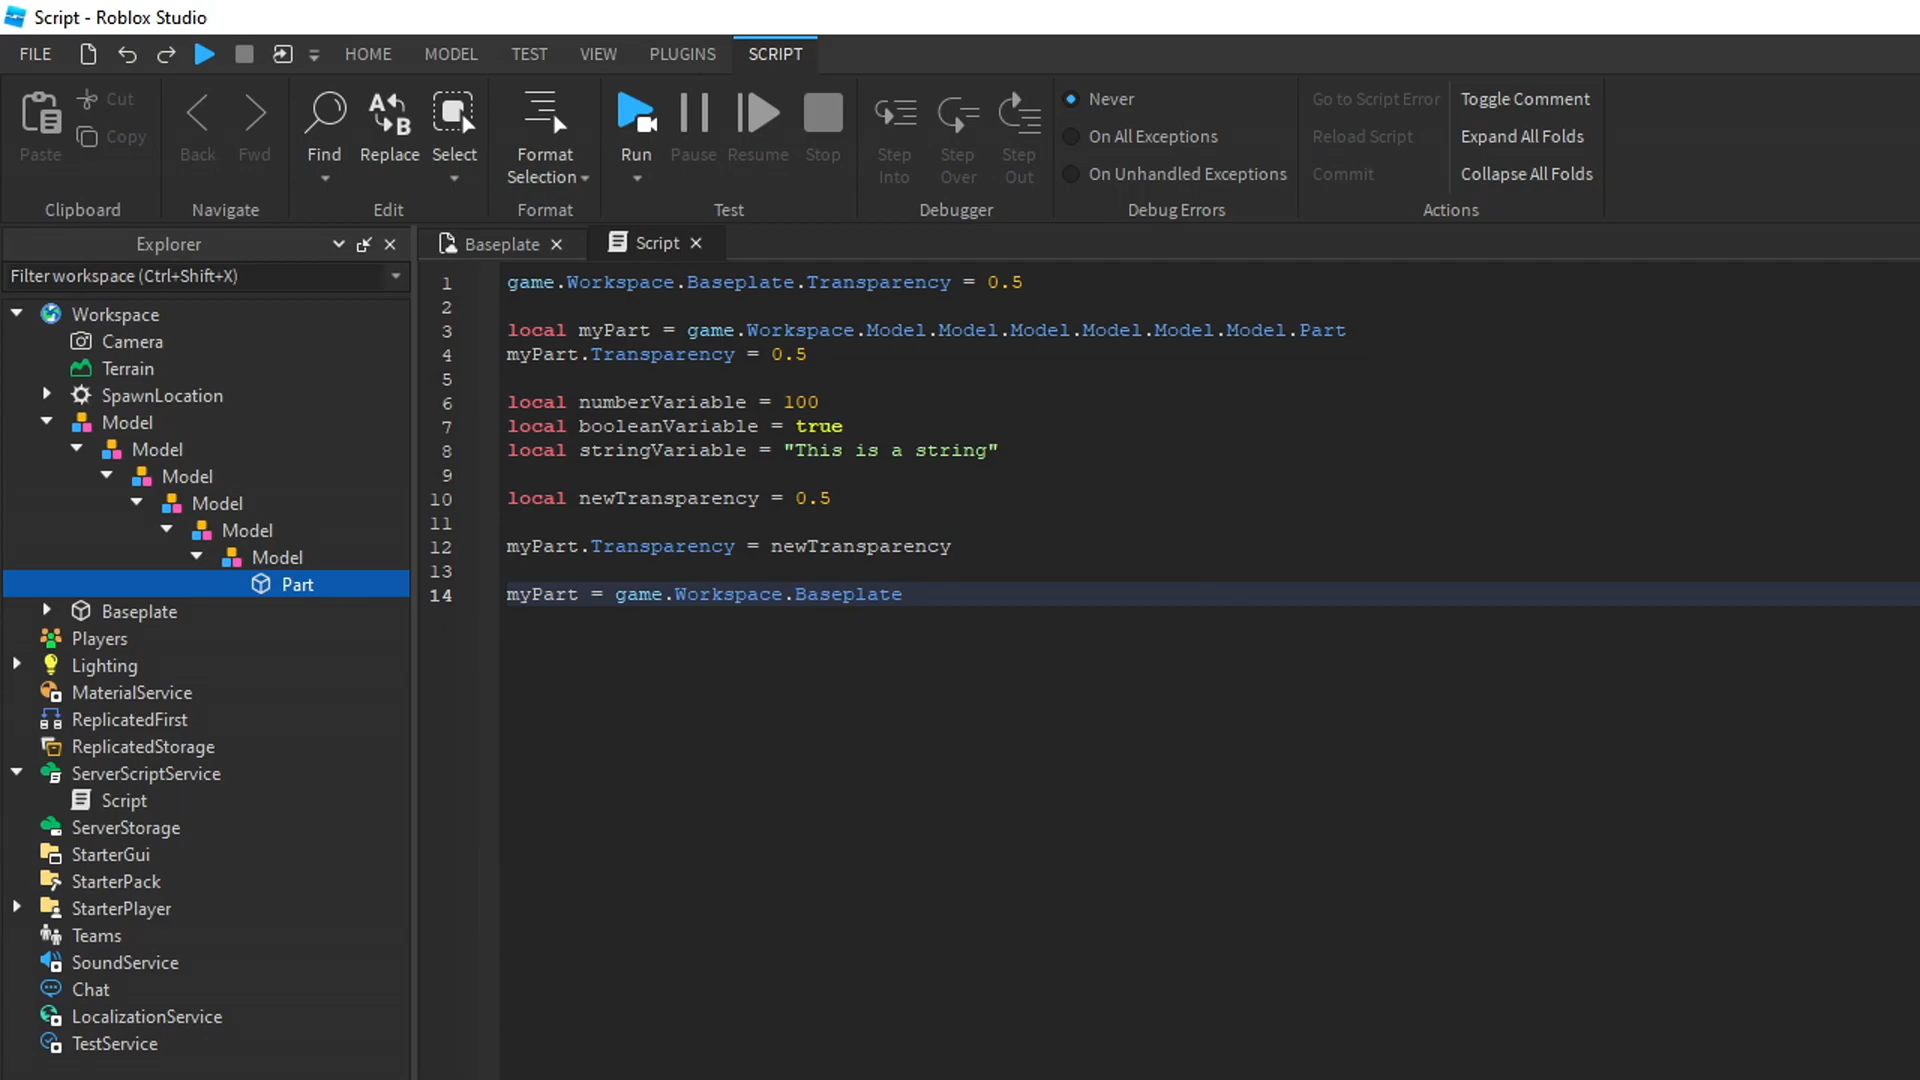 Script - Roblox Studio
FILE HOME MODEL TEST VIEW PLUGINS SCRIPT
Paste Cut Copy
Clipboard
Back Fwd
Navigate
Find Replace Select
Edit
Format Selection
Format
Run Pause Resume Stop
Test
Step Into Step Over Step Out
Debugger
Never
On All Exceptions
On Unhandled Exceptions
Debug Errors
Go to Script Error
Reload Script
Commit
Toggle Comment
Expand All Folds
Collapse All Folds
Actions
Explorer
Filter workspace (Ctrl+Shift+X)
Workspace
Camera
Terrain
SpawnLocation
Model
Model
Model
Model
Model
Model
Part
Baseplate
Players
Lighting
MaterialService
ReplicatedFirst
ReplicatedStorage
ServerScriptService
Script
ServerStorage
StarterGui
StarterPack
StarterPlayer
Teams
SoundService
Chat
LocalizationService
TestService
Baseplate Script
1 game.Workspace.Baseplate.Transparency = 0.5
2
3 local myPart = game.Workspace.Model.Model.Model.Model.Model.Model.Part
4 myPart.Transparency = 0.5
5
6 local numberVariable = 100
7 local booleanVariable = true
8 local stringVariable = "This is a string"
9
10 local newTransparency = 0.5
11
12 myPart.Transparency = newTransparency
13
14 myPart = game.Workspace.Baseplate